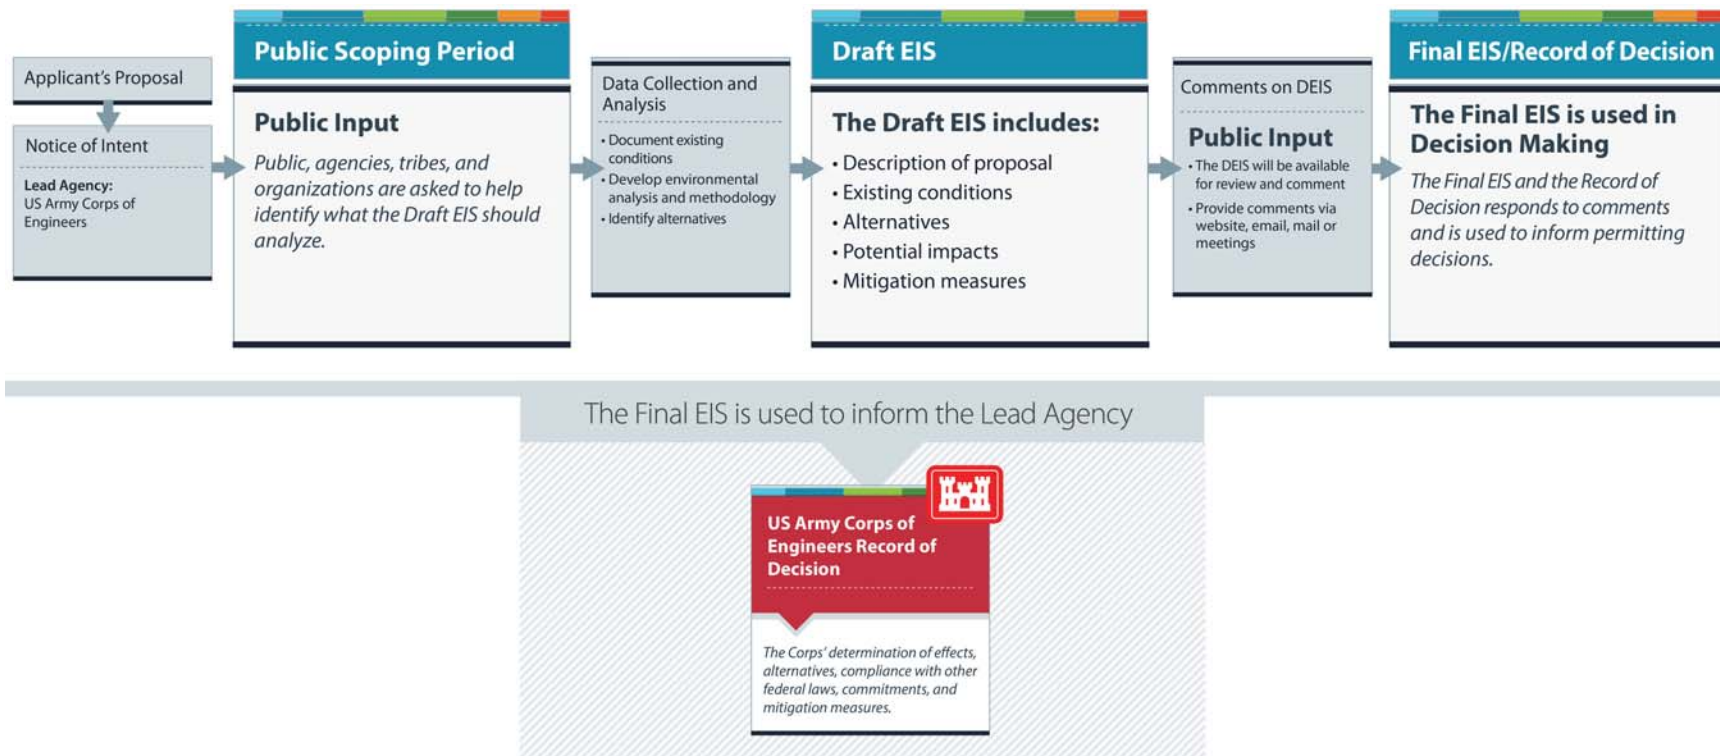 Applicant's Proposal
Notice of Intent
Lead Agency:
US Army Corps of
Engineers
Public Scoping Period
Public Input
Public, agencies, tribes, and
organizations are asked to help
identify what the Draft EIS should
analyze.
Data Collection and
Analysis
• Document existing
conditions
• Develop environmental
analysis and methodology
• Identify alternatives
Draft EIS
The Draft EIS includes:
• Description of proposal
• Existing conditions
• Alternatives
• Potential impacts
• Mitigation measures
Comments on DEIS
Public Input
• The DEIS will be available
for review and comment
• Provide comments via
website, email, mail or
meetings
Final EIS/Record of Decision
The Final EIS is used in
Decision Making
The Final EIS and the Record of
Decision responds to comments
and is used to inform permitting
decisions.
The Final EIS is used to inform the Lead Agency
US Army Corps of
Engineers Record of
Decision
The Corps' determination of effects,
alternatives, compliance with other
federal laws, commitments, and
mitigation measures.